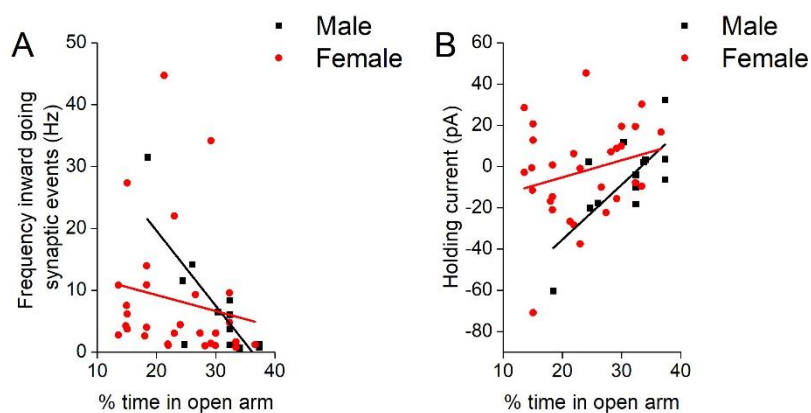 A
Male
Female
Frequency inward going
synaptic events (Hz)
50
40
30
20
10
0
10 20 30 40
% time in open arm
B
Male
Female
Holding current (pA)
60
40
20
0
-20
-40
-60
-80
10 20 30 40
% time in open arm